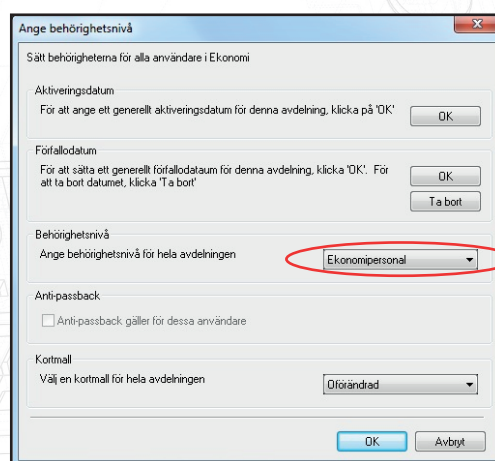 Ange behörighetsnivå
Sätt behörigheterna för alla användare i Ekonomi
Aktiveringsdatum
För att ange ett generellt aktiveringsdatum för denna avdelning, klicka på 'OK'
OK
Förfallodatum
För att sätta ett generellt förfallodataum för denna avdelning, klicka 'OK'. För
att ta bort datumet, klicka 'Ta bort'
OK
Ta bort
Behörighetsnivå
Ange behörighetsnivå för hela avdelningen
Ekonomipersonal
Anti-passback
Anti-passback gäller för dessa användare
Kortmall
Välj en kortmall för hela avdelningen
Oförändrad
OK
Avbryt